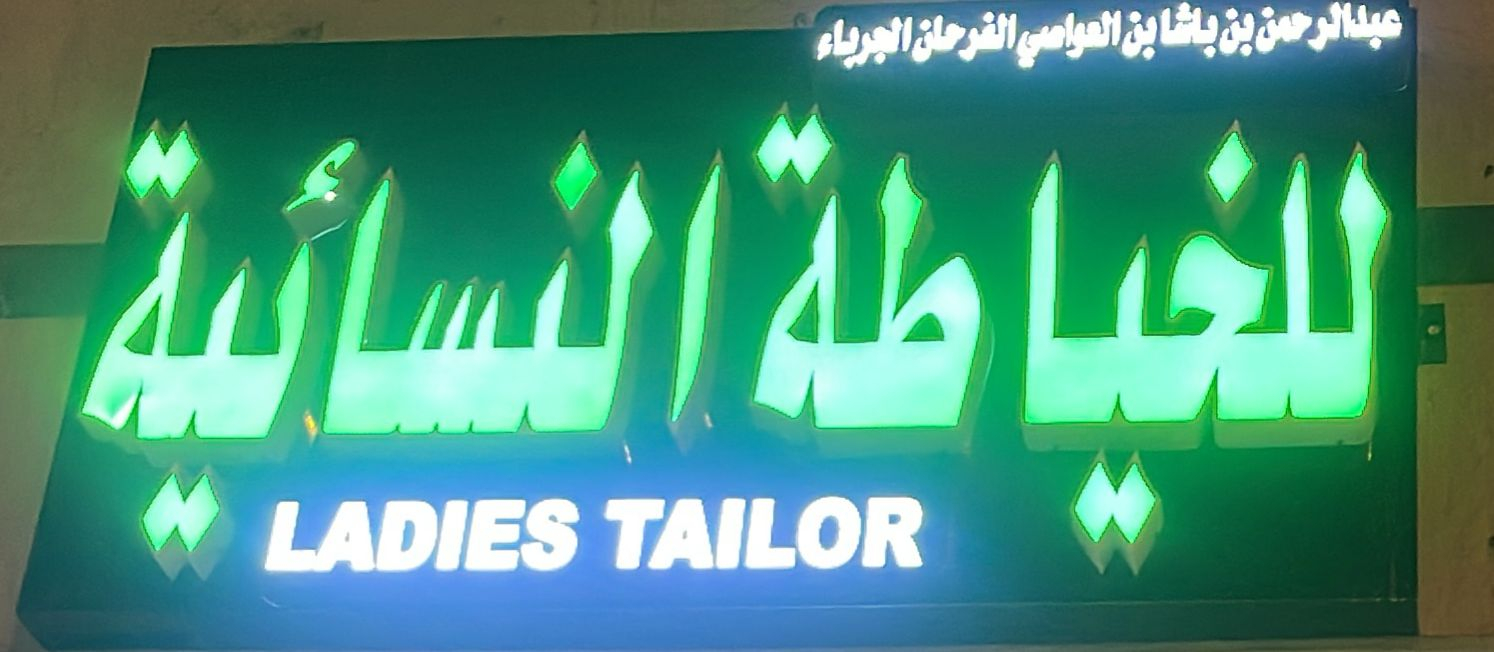 عبدالرحمن بن باشا بن العواصي الفرحان الجرباء
للخياطة النسائية
LADIES TAILOR